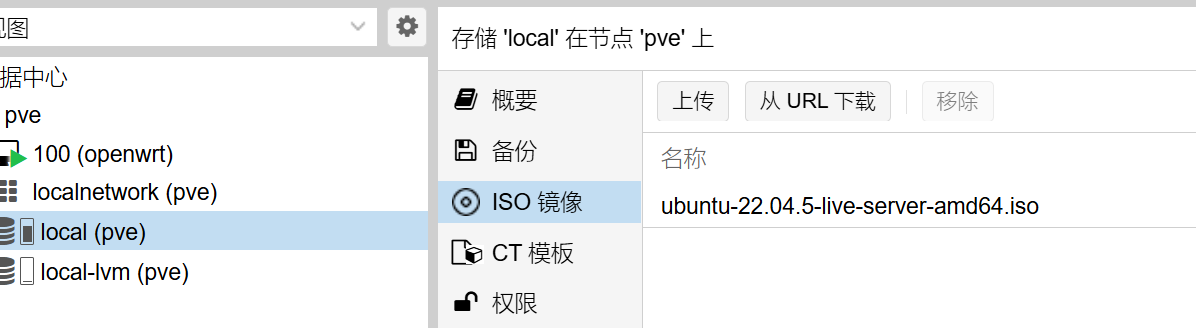 图
存储 'local' 在节点 'pve' 上
据中心
pve
100 (openwrt)
localnetwork (pve)
local (pve)
local-lvm (pve)
概要
备份
ISO 镜像
CT 模板
权限
上传
从 URL 下载
移除
名称
ubuntu-22.04.5-live-server-amd64.iso